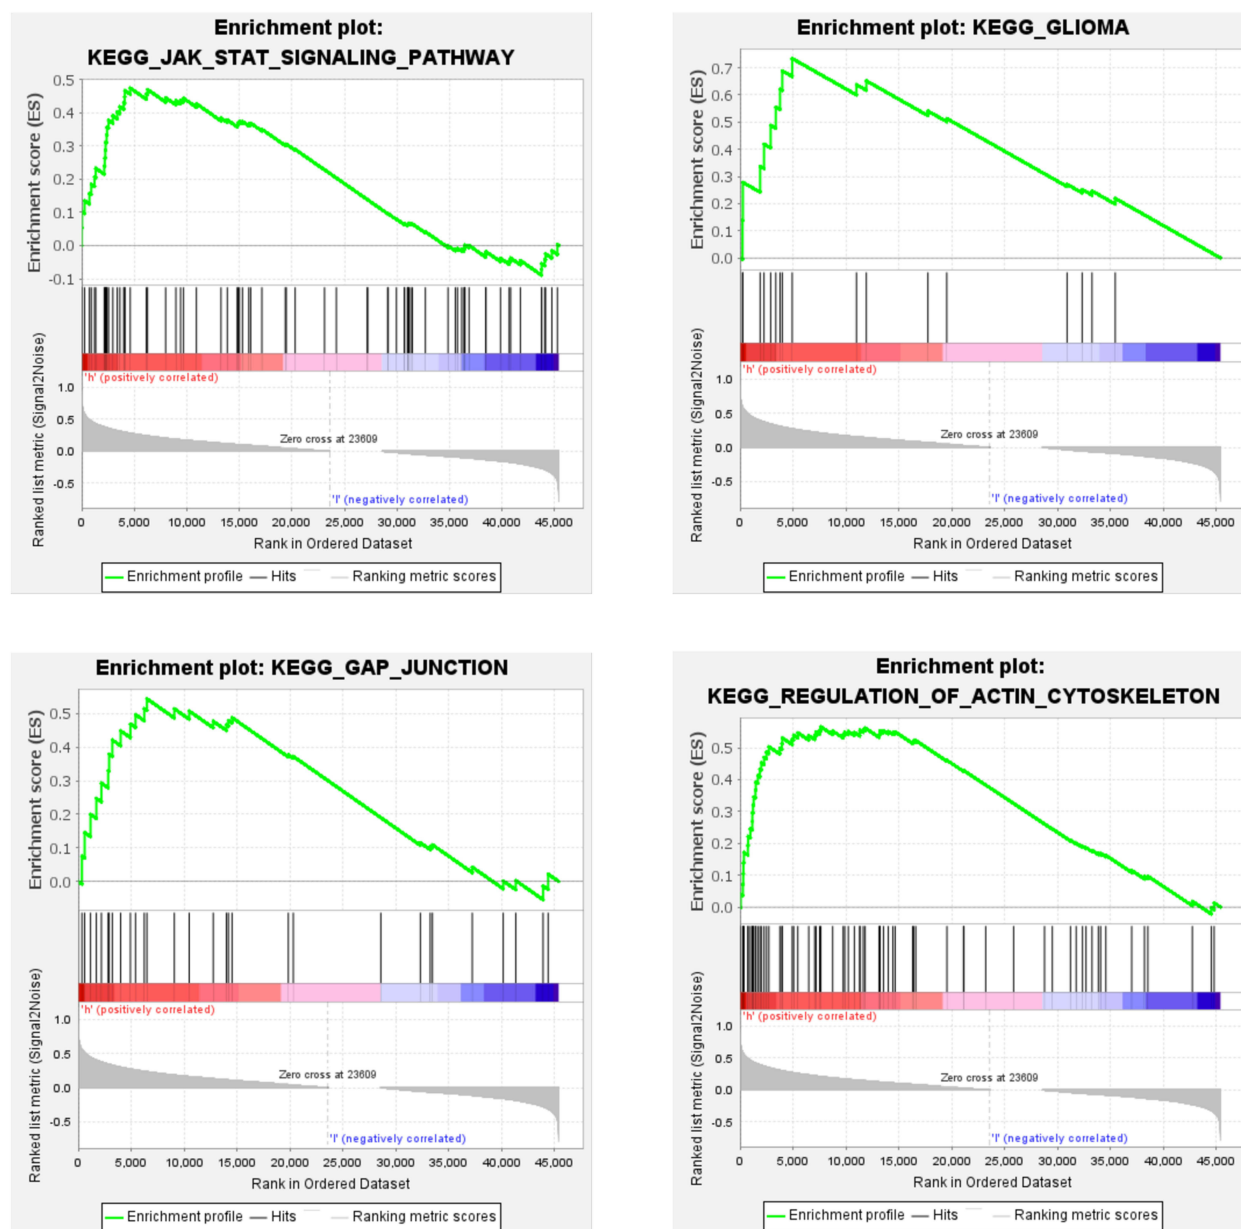 Enrichment plot:
KEGG_JAK_STAT_SIGNALING_PATHWAY
Enrichment score (ES)
0.5
0.4
0.3
0.2
0.1
0.0
-0.1
Ranked list metric (Signal2Noise)
'h' (positively correlated)
1.0
0.5
0.0
-0.5
Zero cross at 23609
'l' (negatively correlated)
0 5,000 10,000 15,000 20,000 25,000 30,000 35,000 40,000 45,000
Rank in Ordered Dataset
Enrichment profile Hits Ranking metric scores
Enrichment plot: KEGG_GLIOMA
Enrichment score (ES)
0.7
0.6
0.5
0.4
0.3
0.2
0.1
0.0
Ranked list metric (Signal2Noise)
'h' (positively correlated)
1.0
0.5
0.0
-0.5
Zero cross at 23609
'l' (negatively correlated)
0 5,000 10,000 15,000 20,000 25,000 30,000 35,000 40,000 45,000
Rank in Ordered Dataset
Enrichment profile Hits Ranking metric scores
Enrichment plot: KEGG_GAP_JUNCTION
Enrichment score (ES)
0.5
0.4
0.3
0.2
0.1
0.0
Ranked list metric (Signal2Noise)
'h' (positively correlated)
1.0
0.5
0.0
-0.5
Zero cross at 23609
'l' (negatively correlated)
0 5,000 10,000 15,000 20,000 25,000 30,000 35,000 40,000 45,000
Rank in Ordered Dataset
Enrichment profile Hits Ranking metric scores
Enrichment plot:
KEGG_REGULATION_OF_ACTIN_CYTOSKELETON
Enrichment score (ES)
0.5
0.4
0.3
0.2
0.1
0.0
Ranked list metric (Signal2Noise)
'h' (positively correlated)
1.0
0.5
0.0
-0.5
Zero cross at 23609
'l' (negatively correlated)
0 5,000 10,000 15,000 20,000 25,000 30,000 35,000 40,000 45,000
Rank in Ordered Dataset
Enrichment profile Hits Ranking metric scores